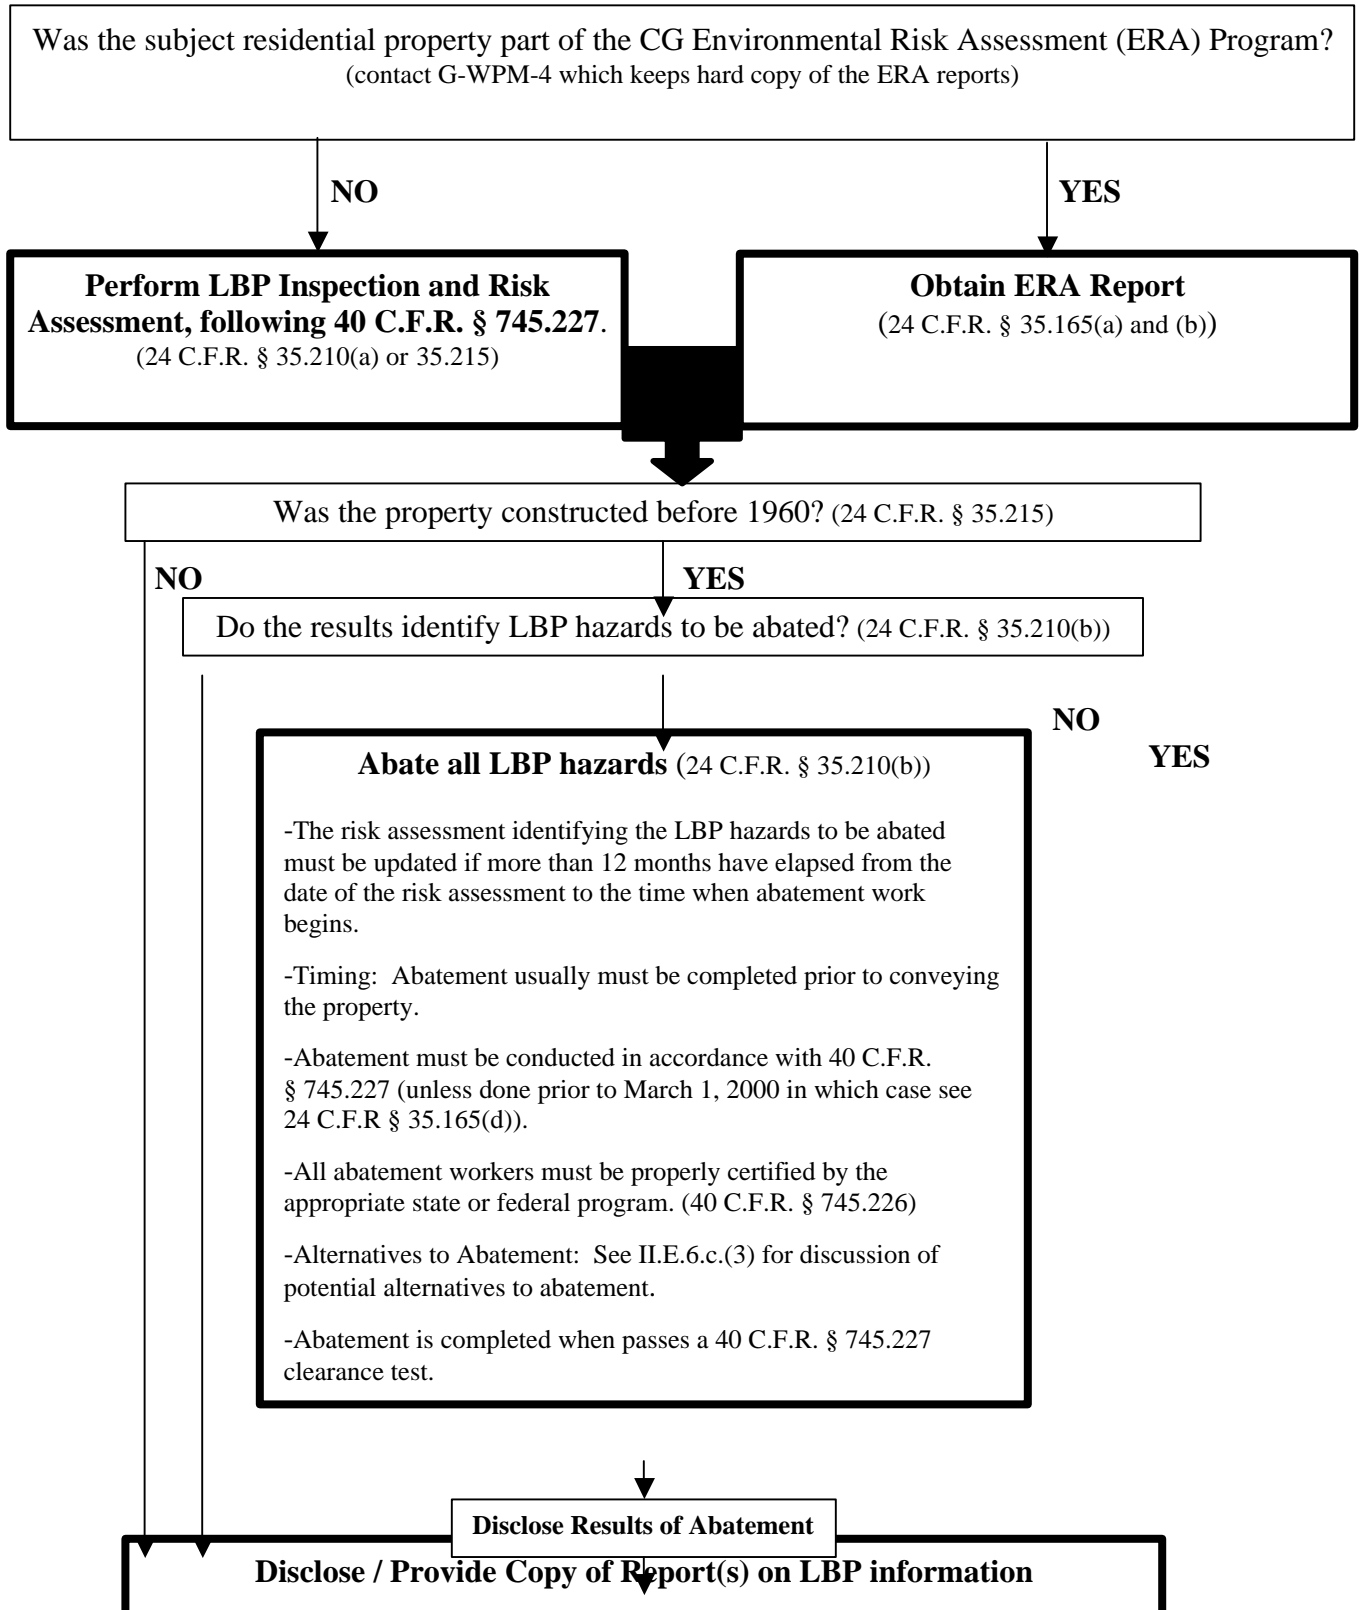 Was the subject residential property part of the CG Environmental Risk Assessment (ERA) Program?
(contact G-WPM-4 which keeps hard copy of the ERA reports)
NO
YES
Perform LBP Inspection and Risk
Assessment, following 40 C.F.R. § 745.227.
(24 C.F.R. § 35.210(a) or 35.215)
Obtain ERA Report
(24 C.F.R. § 35.165(a) and (b))
Was the property constructed before 1960? (24 C.F.R. § 35.215)
NO
YES
Do the results identify LBP hazards to be abated? (24 C.F.R. § 35.210(b))
NO
YES
Abate all LBP hazards (24 C.F.R. § 35.210(b))
-The risk assessment identifying the LBP hazards to be abated
must be updated if more than 12 months have elapsed from the
date of the risk assessment to the time when abatement work
begins.
-Timing:  Abatement usually must be completed prior to conveying
the property.
-Abatement must be conducted in accordance with 40 C.F.R.
§ 745.227 (unless done prior to March 1, 2000 in which case see
24 C.F.R § 35.165(d)).
-All abatement workers must be properly certified by the
appropriate state or federal program. (40 C.F.R. § 745.226)
-Alternatives to Abatement:  See II.E.6.c.(3) for discussion of
potential alternatives to abatement.
-Abatement is completed when passes a 40 C.F.R. § 745.227
clearance test.
Disclose Results of Abatement
Disclose / Provide Copy of Report(s) on LBP information